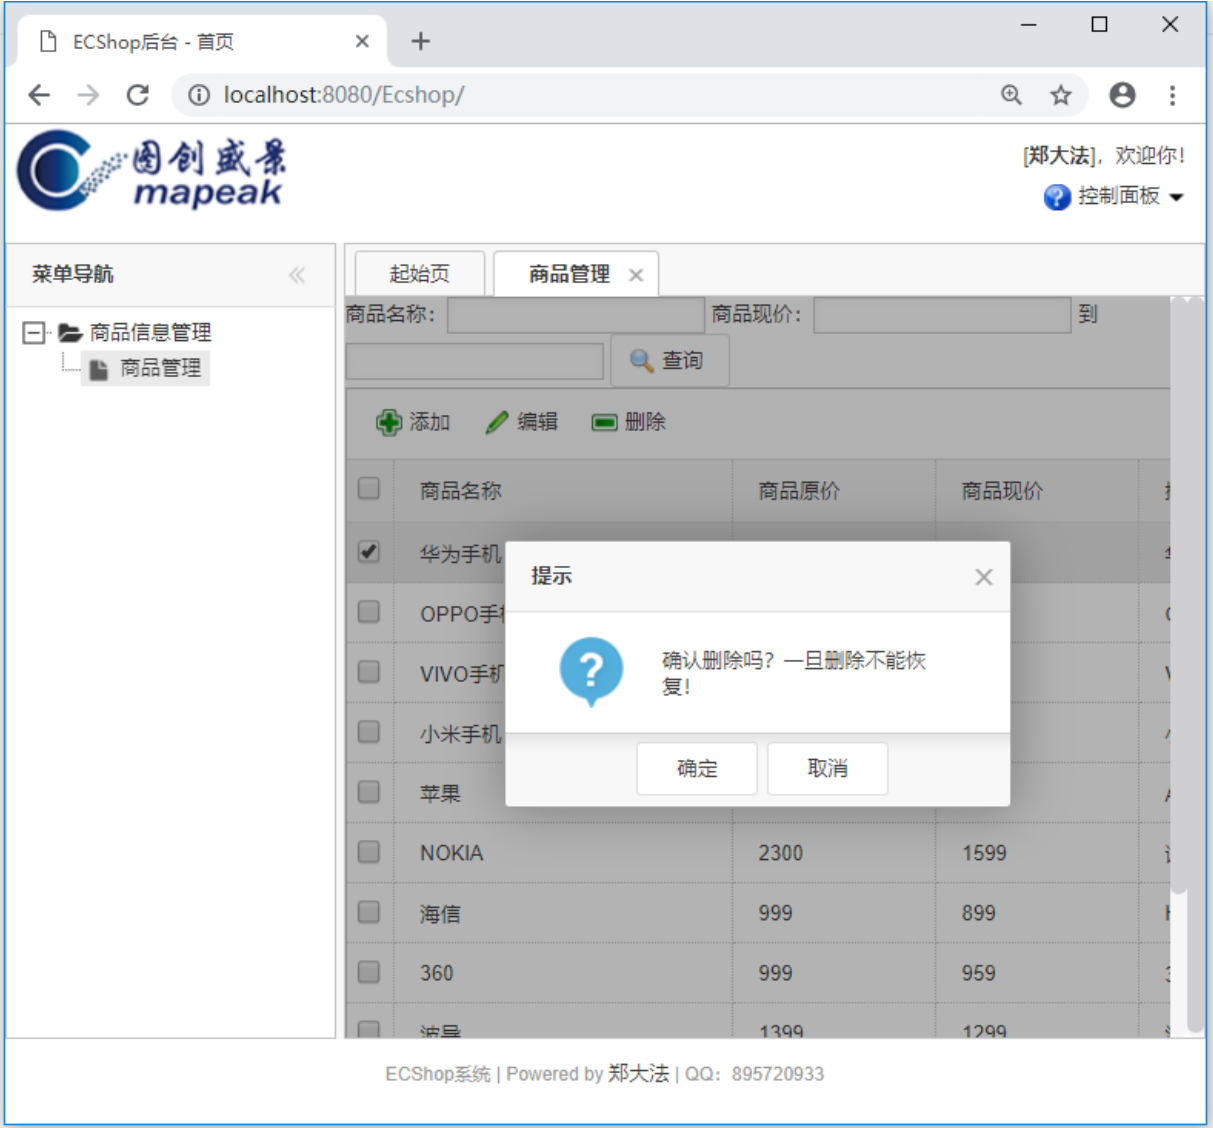 ECShop后台 - 首页
localhost:8080/Ecshop/
图创盛景
mapeak
[郑大法]，欢迎你！
控制面板
菜单导航
起始页
商品管理
商品信息管理
商品管理
商品名称：
商品现价：
到
查询
添加
编辑
删除
商品名称
商品原价
商品现价
华为手机
OPPO手
VIVO手机
小米手机
苹果
提示
确认删除吗？一旦删除不能恢
复！
确定
取消
NOKIA 2300 1599
海信 999 899
360 999 959
波导 1399 1299
ECShop系统 | Powered by 郑大法 | QQ：895720933